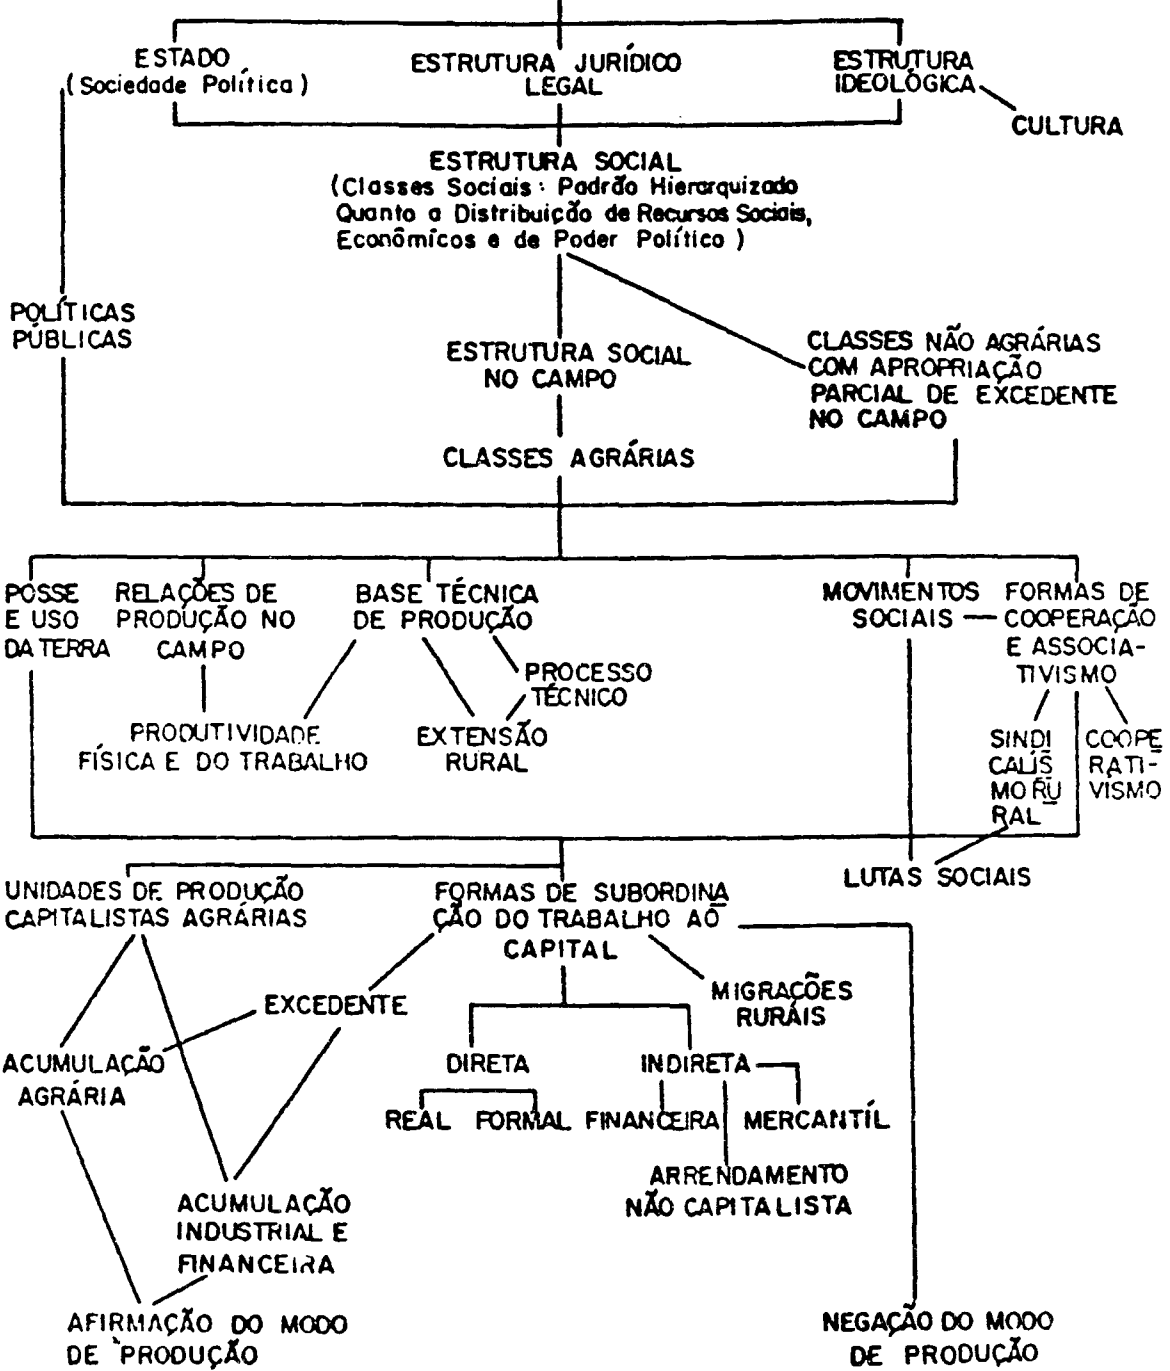 ESTADO
(Sociedade Política)
ESTRUTURA JURÍDICO
LEGAL
ESTRUTURA
IDEOLÓGICA
CULTURA
ESTRUTURA SOCIAL
(Classes Sociais: Padrão Hierarquizado
Quanto a Distribuição de Recursos Sociais,
Econômicos e de Poder Político)
POLÍTICAS
PÚBLICAS
ESTRUTURA SOCIAL
NO CAMPO
CLASSES NÃO AGRÁRIAS
COM APROPRIAÇÃO
PARCIAL DE EXCEDENTE
NO CAMPO
CLASSES AGRÁRIAS
POSSE
E USO
DA TERRA
RELAÇÕES DE
PRODUÇÃO NO
CAMPO
BASE TÉCNICA
DE PRODUÇÃO
MOVIMENTOS
SOCIAIS
FORMAS DE
COOPERAÇÃO
E ASSOCIA-
TIVISMO
PROCESSO
TÉCNICO
PRODUTIVIDADE
FÍSICA E DO TRABALHO
EXTENSÃO
RURAL
SINDI
CALIS
MO RU
RAL
COOPE
RATI-
VISMO
LUTAS SOCIAIS
UNIDADES DE PRODUÇÃO
CAPITALISTAS AGRÁRIAS
FORMAS DE SUBORDINA
ÇÃO DO TRABALHO AO
CAPITAL
EXCEDENTE
MIGRAÇÕES
RURAIS
ACUMULAÇÃO
AGRÁRIA
DIRETA
INDIRETA
REAL
FORMAL
FINANCEIRA
MERCANTÍL
ARRENDAMENTO
NÃO CAPITALISTA
ACUMULAÇÃO
INDUSTRIAL E
FINANCEIRA
AFIRMAÇÃO DO MODO
DE PRODUÇÃO
NEGAÇÃO DO MODO
DE PRODUÇÃO